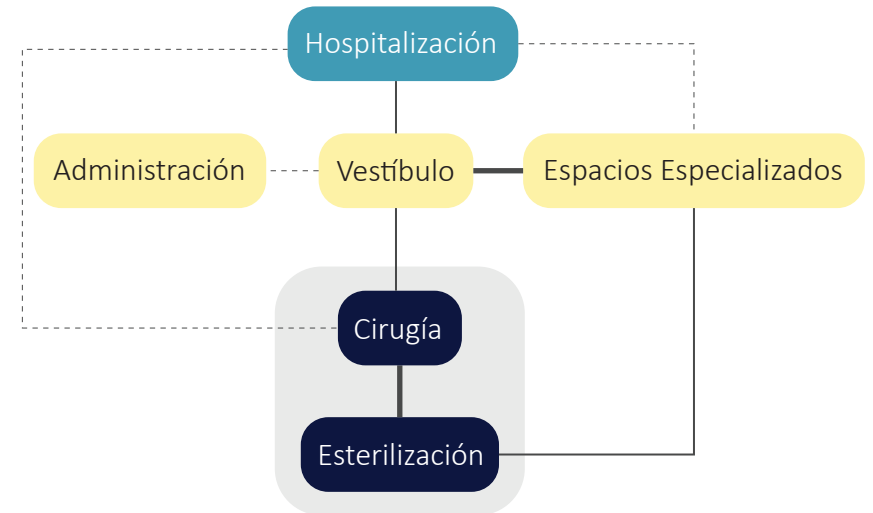 Hospitalización
Administración
Vestíbulo
Espacios Especializados
Cirugía
Esterilización